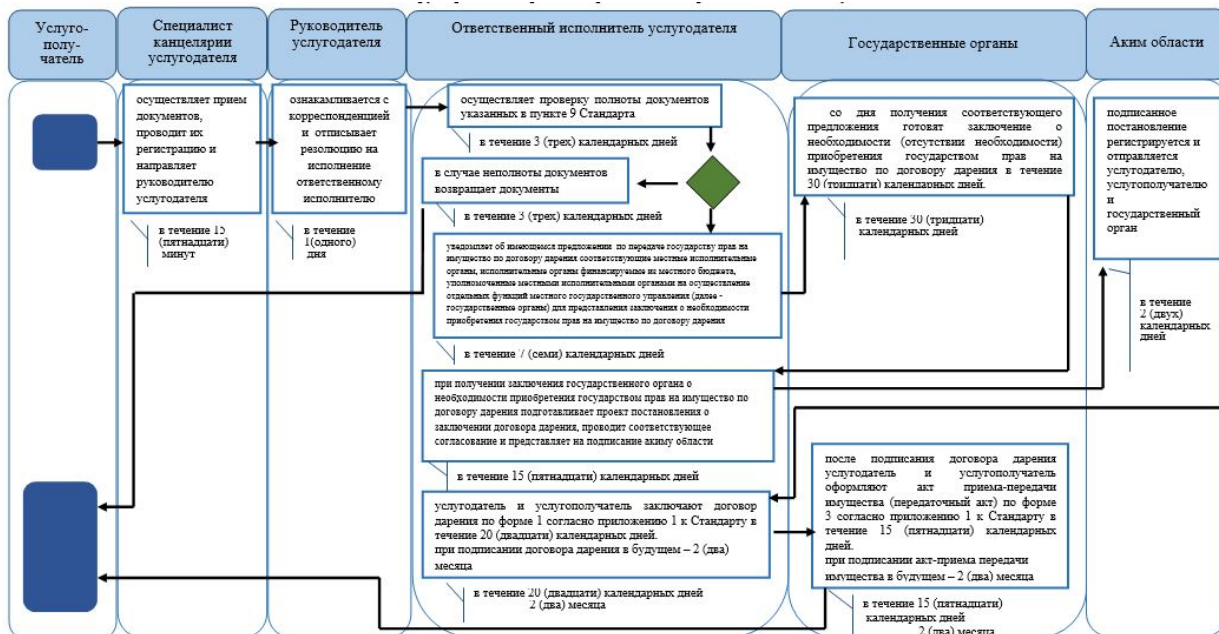 Услуго-
полу-
чатель
Специалист
канцелярии
услугодателя
Руководитель
услугодателя
Ответственный исполнитель услугодателя
Государственные органы
Аким области
осуществляет прием
документов,
проводит их
регистрацию и
направляет
руководителю
услугодателя
в течение 15
(пятнадцати)
минут
ознакамливается с
корреспонденцией
и отписывает
резолюцию на
исполнение
ответственному
исполнителю
в течение
1(одного)
дня
осуществляет проверку полноты документов
указанных в пункте 9 Стандарта
в течение 3 (трех) календарных дней
в случае неполноты документов
возвращает документы
в течение 3 (трех) календарных дней
уведомляет об имеющемся предложении по передаче государству прав на
имущество по договору дарения соответствующие местные исполнительные
органы, исполнительные органы финансируемые из местного бюджета,
уполномоченные местными исполнительными органами на осуществление
отдельных функций местного государственного управления (далее -
государственные органы) для представления заключения о необходимости
приобретения государством прав на имущество по договору дарения
в течение 7 (семи) календарных дней
при получении заключения государственного органа о
необходимости приобретения государством прав на имущество по
договору дарения подготавливает проект постановления о
заключении договора дарения, проводит соответствующее
согласование и представляет на подписание акиму области
в течение 15 (пятнадцати) календарных дней
услугодатель и услугополучатель заключают договор
дарения по форме 1 согласно приложению 1 к Стандарту в
течение 20 (двадцати) календарных дней.
при подписании договора дарения в будущем – 2 (два)
месяца
в течение 20 (двадцати) календарных дней
2 (два) месяца
со дня получения соответствующего
предложения готовят заключение о
необходимости (отсутствии необходимости)
приобретения государством прав на
имущество по договору дарения в течение
30 (тридцати) календарных дней.
в течение 30 (тридцати)
календарных дней
после подписания договора дарения
услугодатель и услугополучатель
оформляют акт приема-передачи
имущества (передаточный акт) по форме
3 согласно приложению 1 к Стандарту в
течение 15 (пятнадцати) календарных
дней.
при подписании акт-приема передачи
имущества в будущем – 2 (два) месяца
в течение 15 (пятнадцати)
календарных дней
2 (два) месяца
подписанное
постановление
регистрируется и
отправляется
услугодателю,
услугополучателю
и
государственный
орган
в течение
2 (двух)
календарных
дней